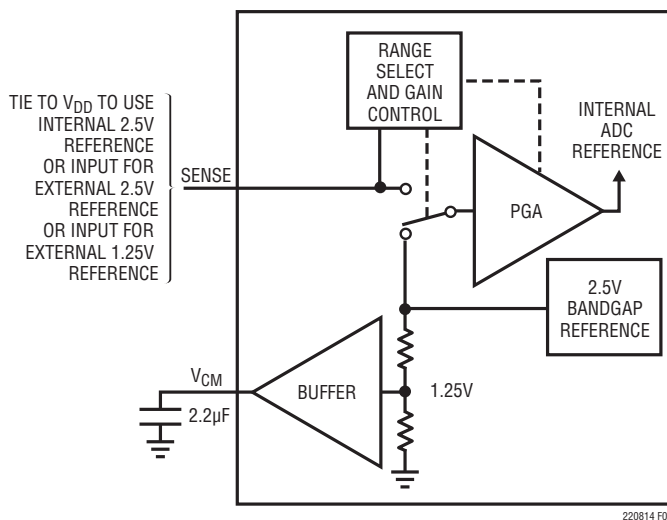 RANGE
SELECT
AND GAIN
CONTROL
TIE TO VDD TO USE
INTERNAL 2.5V
REFERENCE
OR INPUT FOR
EXTERNAL 2.5V
REFERENCE
OR INPUT FOR
EXTERNAL 1.25V
REFERENCE
SENSE
INTERNAL
ADC
REFERENCE
PGA
2.5V
BANDGAP
REFERENCE
VCM
BUFFER
1.25V
2.2µF
220814 F0